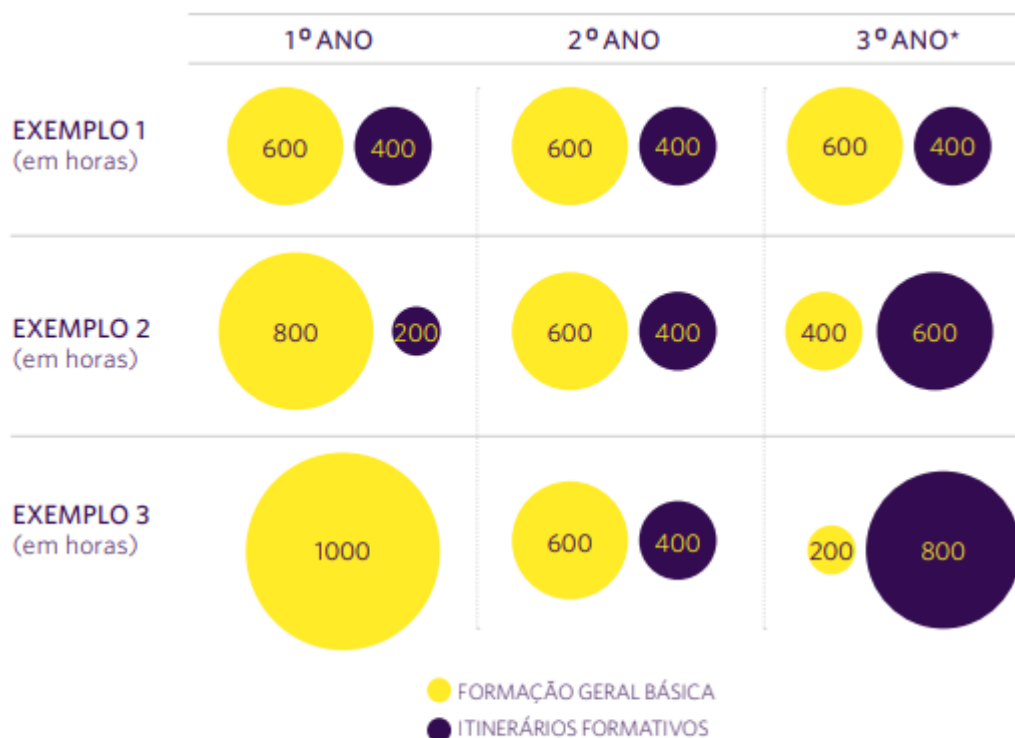 1º ANO
2º ANO
3º ANO*
EXEMPLO 1
(em horas)
600
400
600
400
600
400
EXEMPLO 2
(em horas)
800
200
600
400
400
600
EXEMPLO 3
(em horas)
1000
600
400
200
800
FORMAÇÃO GERAL BÁSICA
ITINERÁRIOS FORMATIVOS